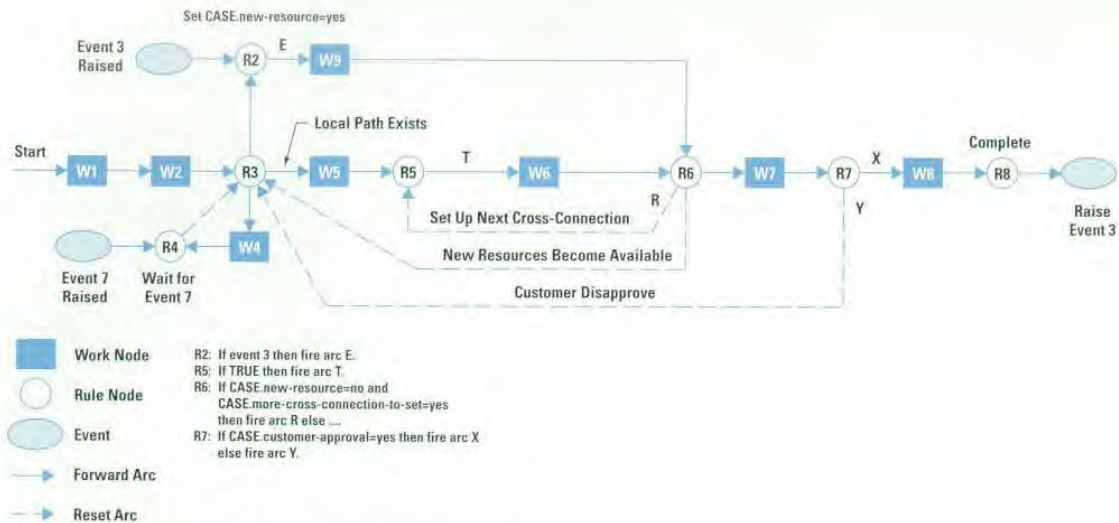 Set CASE.new-resource=yes
Event 3
Raised
R2
E
W9
Local Path Exists
Start
W1
W2
R3
W5
R5
T
W6
R6
W7
R7
X
W8
Complete
R8
Raise
Event 3
R
Y
Set Up Next Cross-Connection
New Resources Become Available
Customer Disapprove
Event 7
Raised
R4
Wait for
Event 7
W4
Work Node
Rule Node
Event
Forward Arc
Reset Arc
R2: If event 3 then fire arc E.
R5: If TRUE then fire arc T.
R6: If CASE.new-resource=no and
CASE.more-cross-connection-to-set=yes
then fire arc R else ....
R7: If CASE.customer-approval=yes then fire arc X
else fire arc Y.